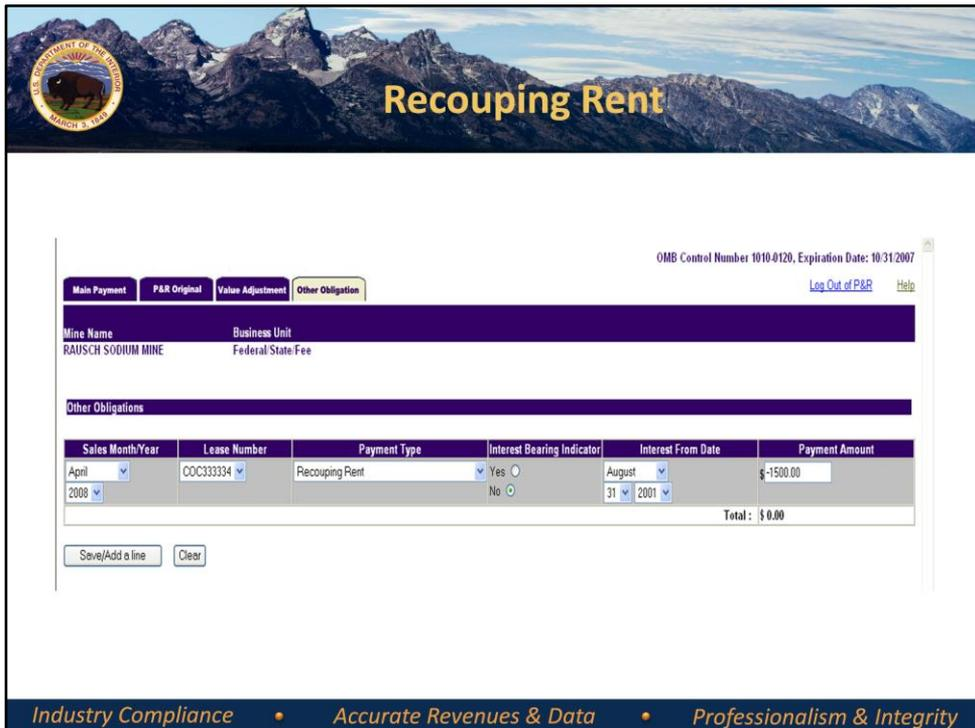 U.S. DEPARTMENT OF THE INTERIOR
MARCH 3, 1849
Recouping Rent
OMB Control Number 1010-0120, Expiration Date: 10/31/2007
Main Payment P&R Original Value Adjustment Other Obligation Log Out of P&R Help
Mine Name Business Unit
RAUSCH SODIUM MINE Federal/State/Fee
Other Obligations
Sales Month/Year Lease Number Payment Type Interest Bearing Indicator Interest From Date Payment Amount
April COC333334 Recouping Rent Yes August $ -1500.00
2008 No 31 2001
Total : $ 0.00
Save/Add a line Clear
Industry Compliance • Accurate Revenues & Data • Professionalism & Integrity